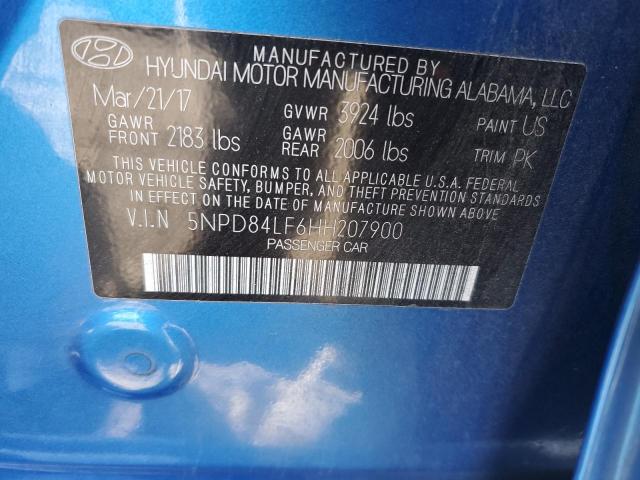 MANUFACTURED BY
HYUNDAI MOTOR MANUFACTURING ALABAMA, LLC
Mar/21/17 GVWR 3924 lbs PAINT US
GAWR FRONT 2183 lbs GAWR REAR 2006 lbs TRIM PK
THIS VEHICLE CONFORMS TO ALL APPLICABLE U.S.A. FEDERAL
MOTOR VEHICLE SAFETY, BUMPER, AND THEFT PREVENTION STANDARDS
IN EFFECT ON THE DATE OF MANUFACTURE SHOWN ABOVE.
V.I.N 5NPD84LF6HH207900
PASSENGER CAR